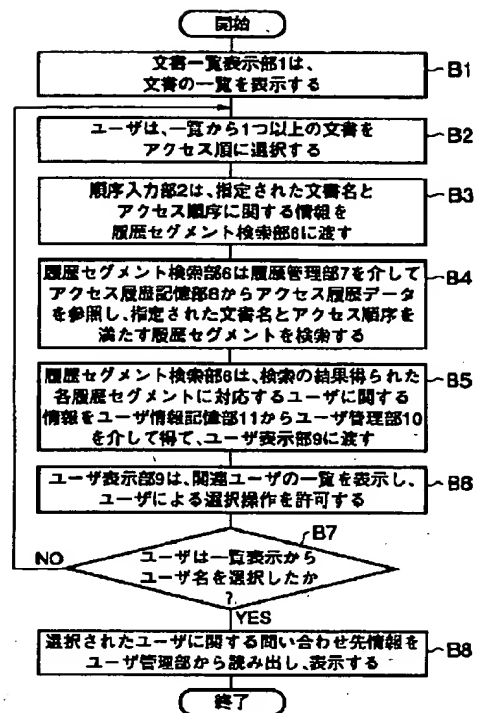 開始
文書一覧表示部1は、
文書の一覧を表示する
B1
ユーザは、一覧から1つ以上の文書を
アクセス順に選択する
B2
順序入力部2は、指定された文書名と
アクセス順序に関する情報を
履歴セグメント検索部6に渡す
B3
履歴セグメント検索部6は履歴管理部7を介して
アクセス履歴記憶部8からアクセス履歴データ
を参照し、指定された文書名とアクセス順序を
満たす履歴セグメントを検索する
B4
履歴セグメント検索部6は、検索の結果得られた
各履歴セグメントに対応するユーザに関する
情報をユーザ情報記憶部11からユーザ管理部10
を介して得て、ユーザ表示部9に渡す
B5
ユーザ表示部9は、関連ユーザの一覧を表示し、
ユーザによる選択操作を許可する
B6
B7
NO
ユーザは一覧表示から
ユーザ名を選択したか
?
YES
選択されたユーザに関する問い合わせ先情報を
ユーザ管理部から読み出し、表示する
B8
終了